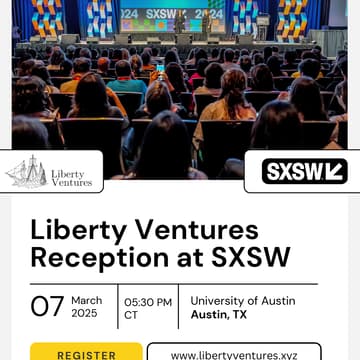 2024 SXSW 2024
Liberty
Ventures
SXSW
Liberty Ventures
Reception at SXSW
07
March
2025
05:30 PM
CT
University of Austin
Austin, TX
REGISTER
www.libertyventures.xyz